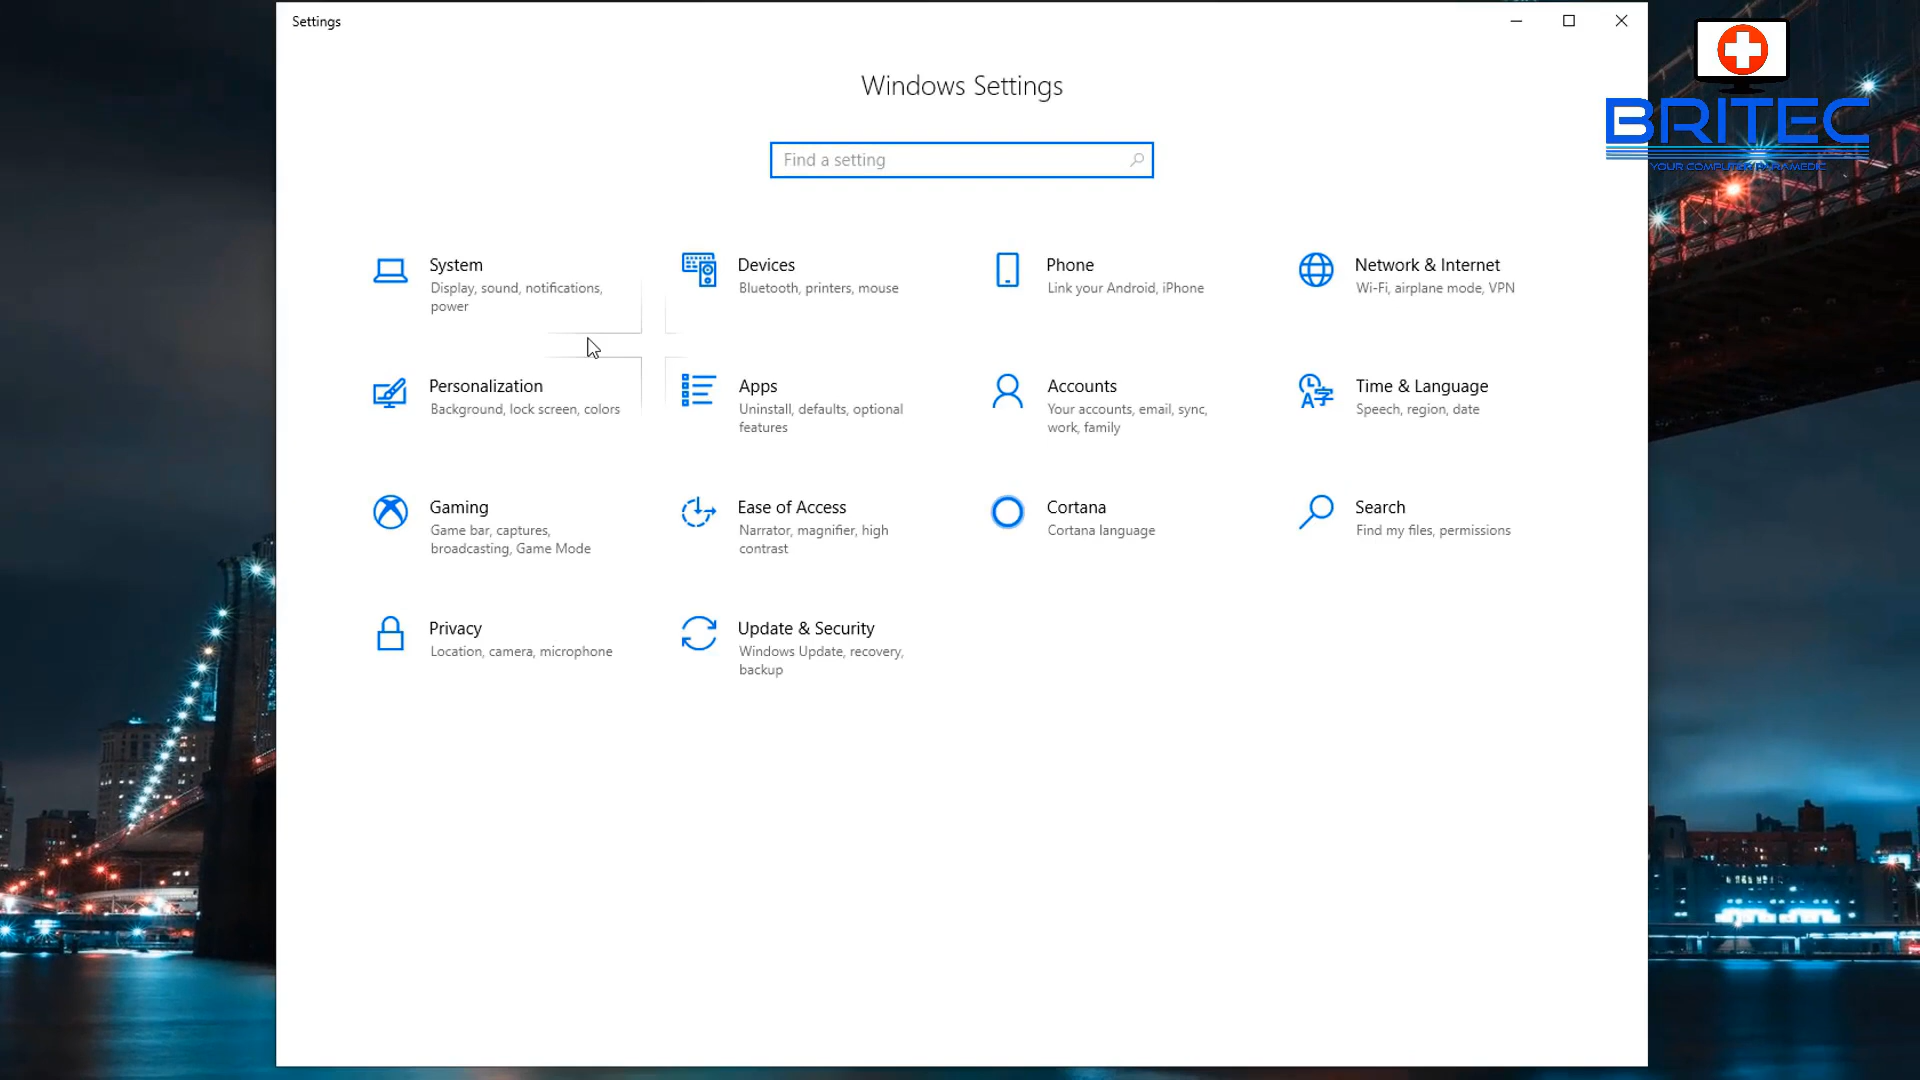 Settings
Windows Settings
Find a setting
System
Display, sound, notifications,
power
Devices
Bluetooth, printers, mouse
Phone
Link your Android, iPhone
Network & Internet
Wi-Fi, airplane mode, VPN
Personalization
Background, lock screen, colors
Apps
Uninstall, defaults, optional
features
Accounts
Your accounts, email, sync,
work, family
Time & Language
Speech, region, date
Gaming
Game bar, captures,
broadcasting, Game Mode
Ease of Access
Narrator, magnifier, high
contrast
Cortana
Cortana language
Search
Find my files, permissions
Privacy
Location, camera, microphone
Update & Security
Windows Update, recovery,
backup
BRITEC
YOUR COMPUTER PARAMEDIC